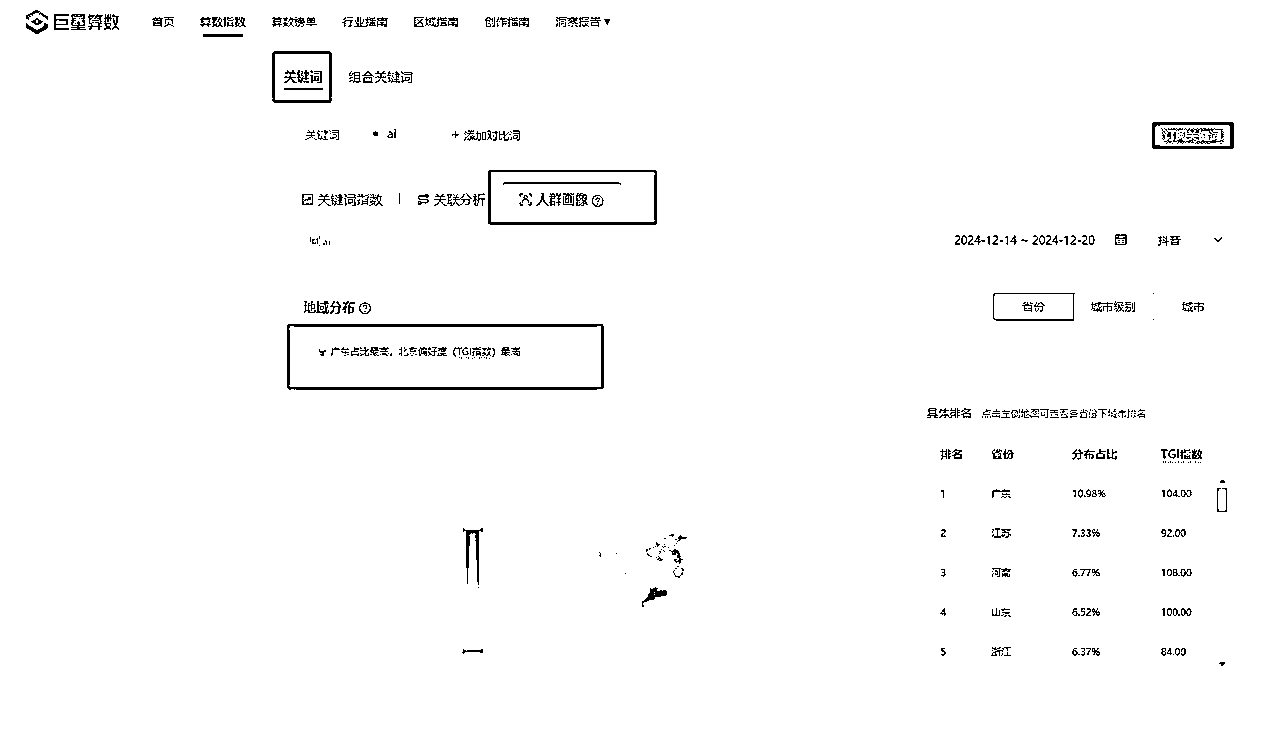 巨量算数 首页 算数指数 算数榜单 行业指南 区域指南 创作指南 洞察报告
关键词 组合关键词
关键词 ai + 添加对比词 订阅关键词
关键词指数 | 关联分析 人群画像
ai 2024-12-14 ~ 2024-12-20 抖音
地域分布 省份 城市级别 城市
广东占比最高，北京偏好度（TGI指数）最高
具体排名 点击左侧地图可查看各省份下城市排名
排名 省份 分布占比 TGI指数
1 广东 10.98% 104.00
2 江苏 7.33% 92.00
3 河南 6.77% 108.00
4 山东 6.52% 100.00
5 浙江 6.37% 84.00